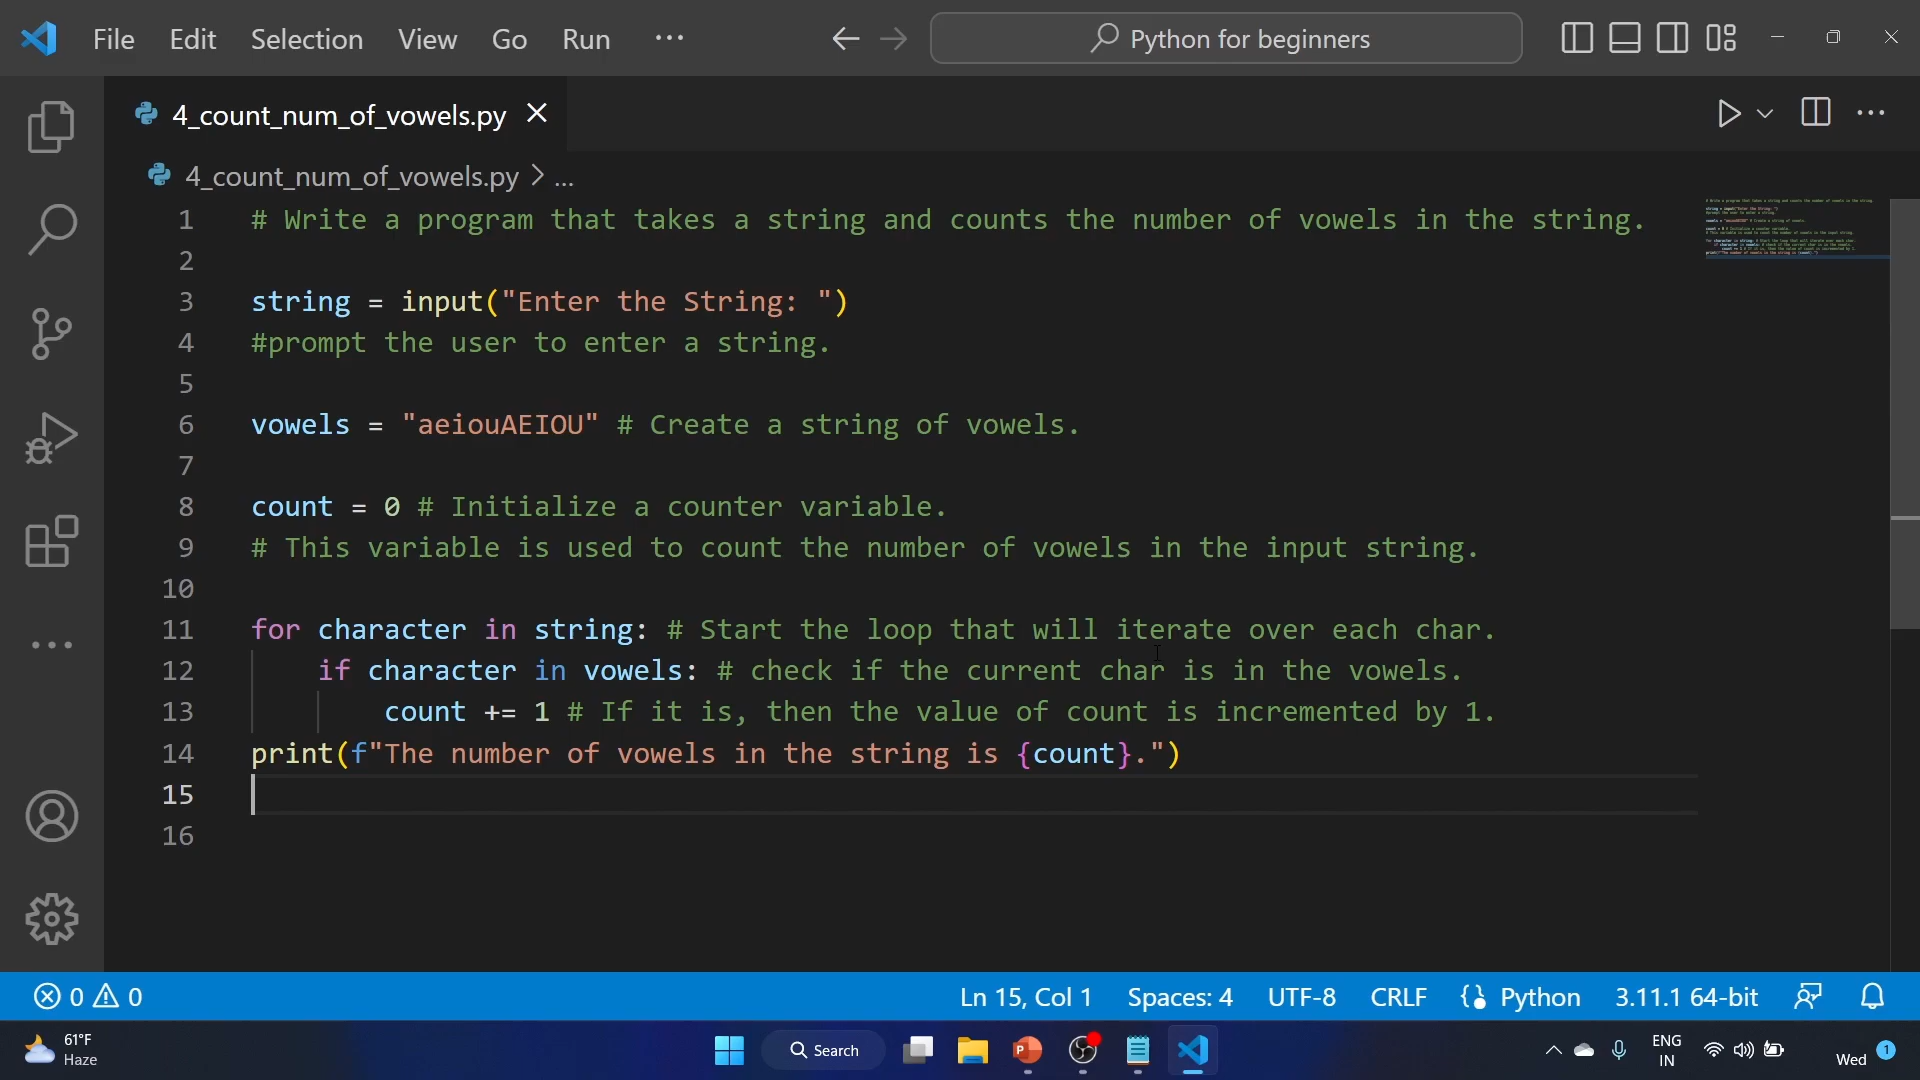 File Edit Selection View Go Run ··· Python for beginners
4_count_num_of_vowels.py
4_count_num_of_vowels.py > ...
1 # Write a program that takes a string and counts the number of vowels in the string.
2
3 string = input("Enter the String: ")
4 #prompt the user to enter a string.
5
6 vowels = "aeiouAEIOU" # Create a string of vowels.
7
8 count = 0 # Initialize a counter variable.
9 # This variable is used to count the number of vowels in the input string.
10
11 for character in string: # Start the loop that will iterate over each char.
12     if character in vowels: # check if the current char is in the vowels.
13         count += 1 # If it is, then the value of count is incremented by 1.
14 print(f"The number of vowels in the string is {count}.")
15
16
0 0 Ln 15, Col 1 Spaces: 4 UTF-8 CRLF Python 3.11.1 64-bit
61°F
Haze
Search
ENG
IN
Wed 1